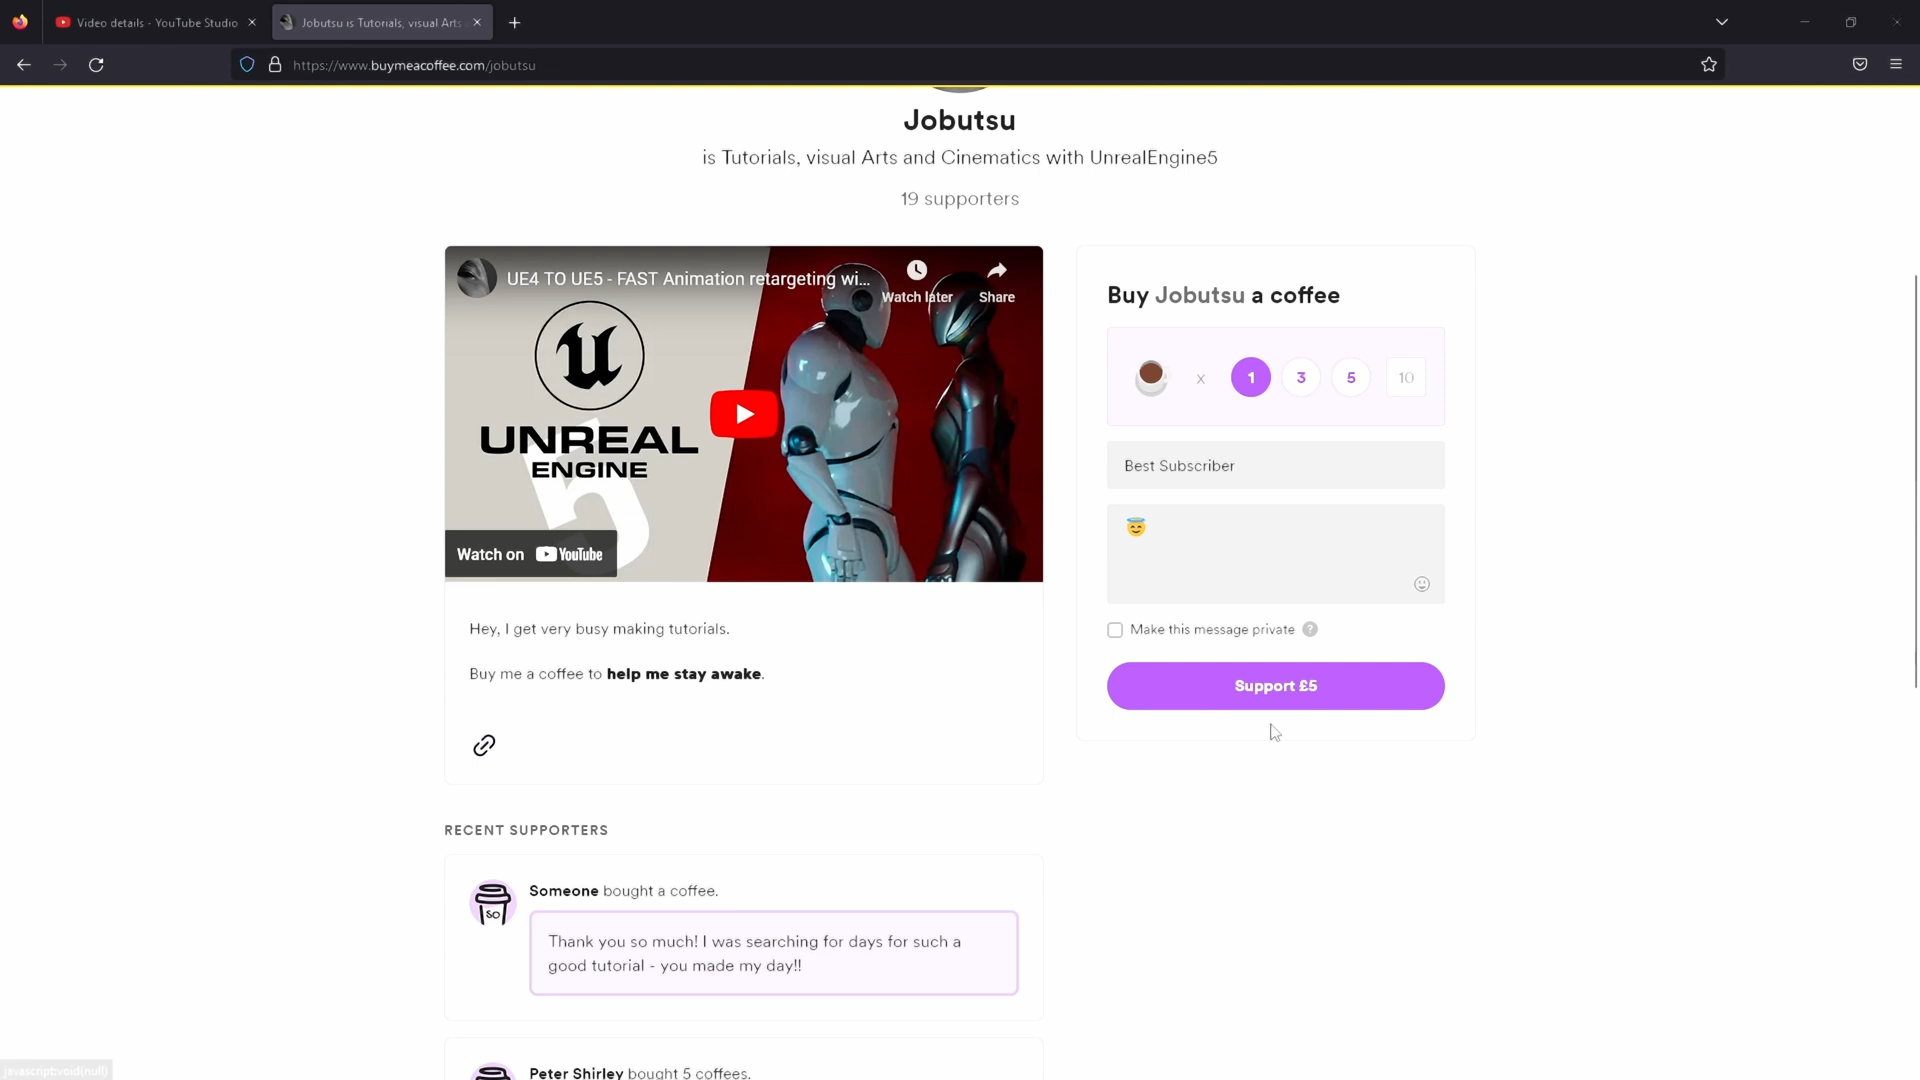 Video details - YouTube Studio
Jobutsu is Tutorials, visual Arts
https://www.buymeacoffee.com/jobutsu
Jobutsu
is Tutorials, visual Arts and Cinematics with UnrealEngine5
19 supporters
UE4 TO UE5 - FAST Animation retargeting wi...
Watch later
Share
UNREAL
ENGINE
5
Watch on YouTube
Buy Jobutsu a coffee
x 1 3 5 10
Best Subscriber
Make this message private ?
Support £5
Hey, I get very busy making tutorials.
Buy me a coffee to help me stay awake.
RECENT SUPPORTERS
SO
Someone bought a coffee.
Thank you so much! I was searching for days for such a
good tutorial - you made my day!!
Peter Shirley bought 5 coffees.
javascript:void(null)